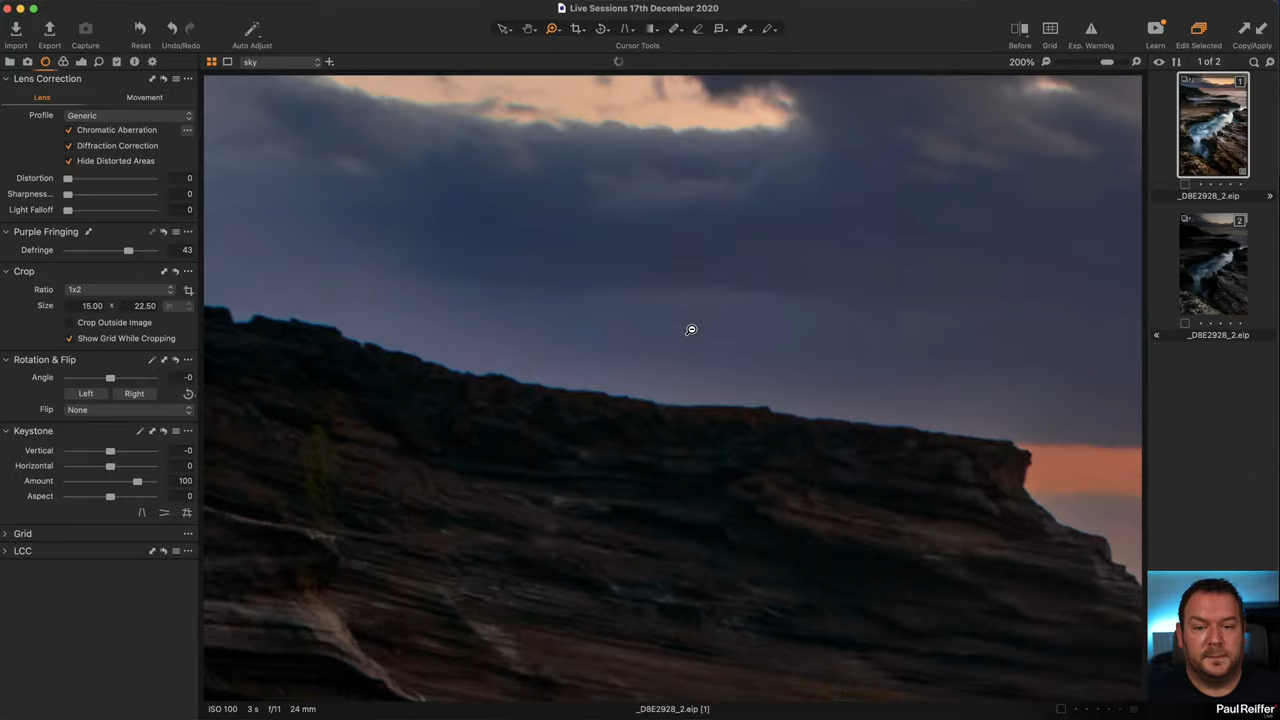 Live Sessions 17th December 2020
Import
Export
Capture
Reset
Undo/Redo
Auto Adjust
Cursor Tools
Before
Grid
Exp. Warning
Learn
Edit Selected
Copy/Apply
sky
200%
1 of 2
Lens Correction
Lens
Movement
Profile
Generic
Chromatic Aberration
Diffraction Correction
Hide Distorted Areas
Distortion
0
Sharpness...
0
Light Falloff
0
Purple Fringing
Defringe
43
Crop
Ratio
1x2
Size
15.00 x 22.50
in
Crop Outside Image
Show Grid While Cropping
Rotation & Flip
Angle
-0
Left
Right
Flip
None
Keystone
Vertical
-0
Horizontal
0
Amount
100
Aspect
0
Grid
LCC
1
_D8E2928_2.eip
2
_D8E2928_2.eip
ISO 100
3 s
f/11
24 mm
_D8E2928_2.eip [1]
Paul Reiffer
Live